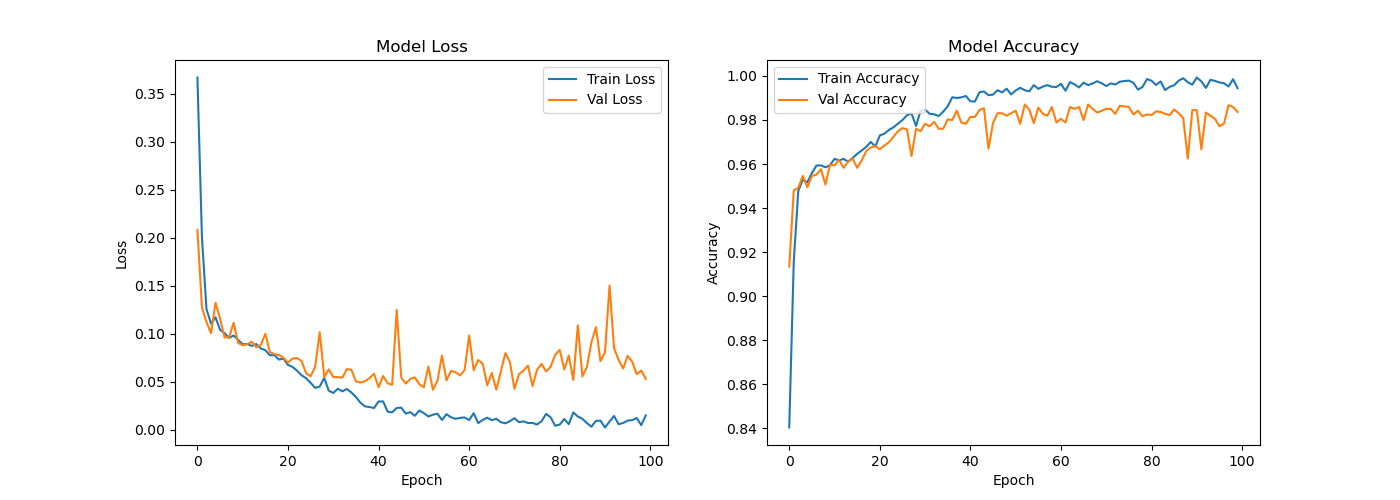 Model Loss
Train Loss
Val Loss
0.35
0.30
0.25
0.20
0.15
0.10
0.05
0.00
Loss
0
20
40
60
80
100
Epoch
Model Accuracy
Train Accuracy
Val Accuracy
1.00
0.98
0.96
0.94
0.92
0.90
0.88
0.86
0.84
Accuracy
0
20
40
60
80
100
Epoch